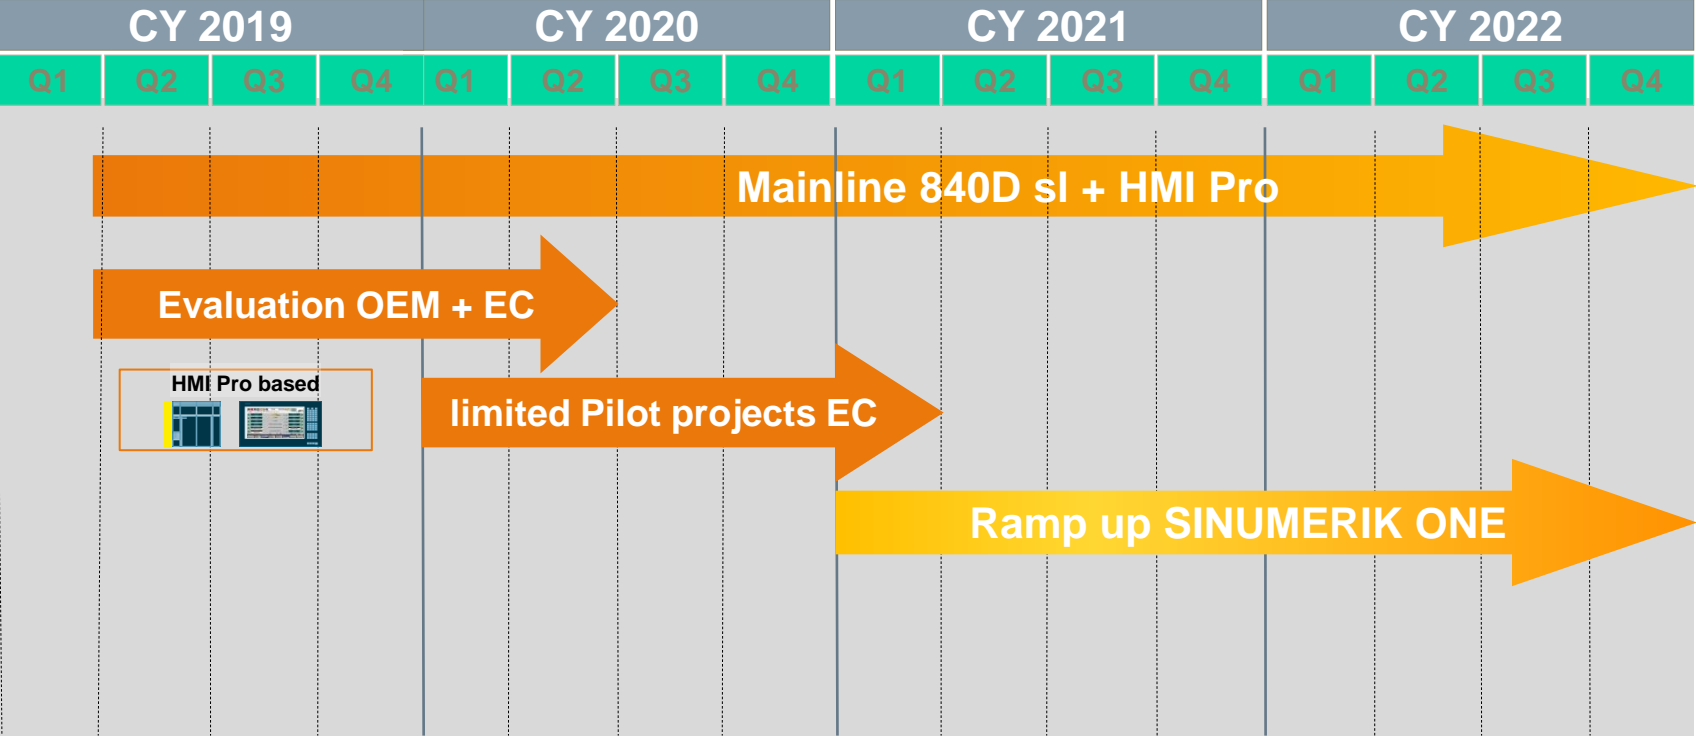 CY 2019 CY 2020 CY 2021 CY 2022
Q1 Q2 Q3 Q4 Q1 Q2 Q3 Q4 Q1 Q2 Q3 Q4 Q1 Q2 Q3 Q4
Mainline 840D sl + HMI Pro
Evaluation OEM + EC
HMI Pro based
limited Pilot projects EC
Ramp up SINUMERIK ONE